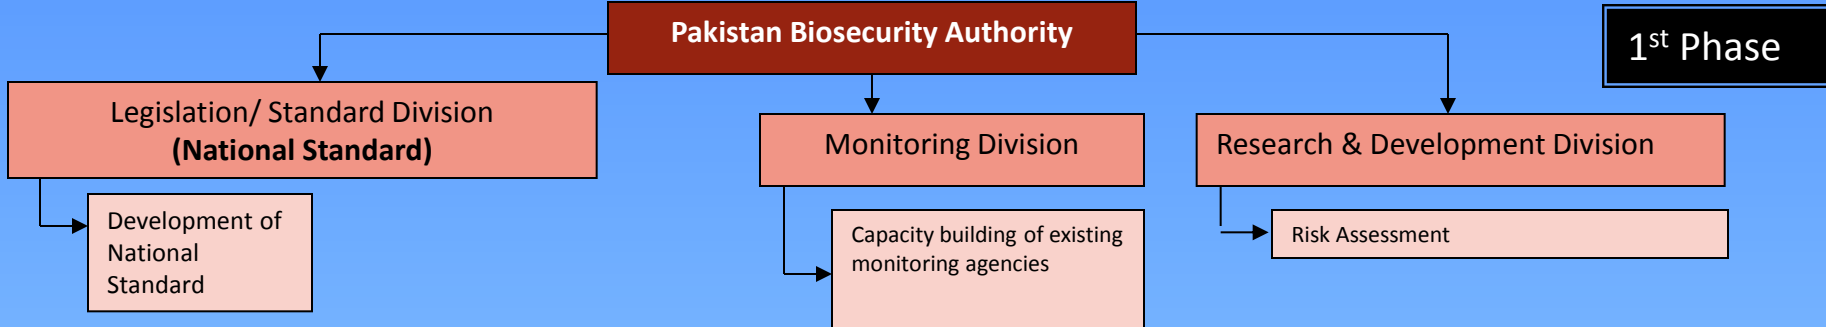 Pakistan Biosecurity Authority
1st Phase
Legislation/ Standard Division
(National Standard)
Monitoring Division
Research & Development Division
Development of
National
Standard
Capacity building of existing
monitoring agencies
Risk Assessment